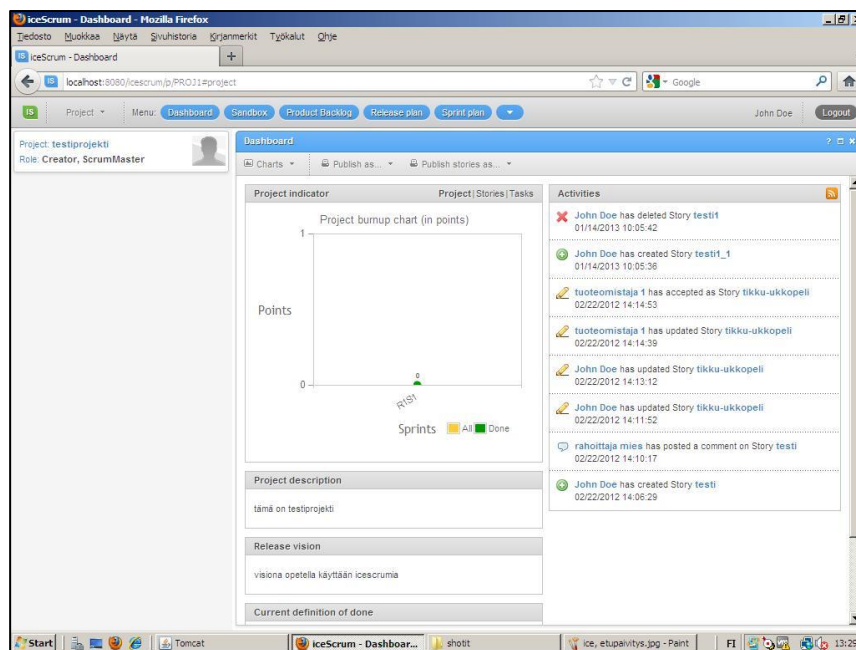 iceScrum - Dashboard - Mozilla Firefox
Tiedosto Muokkaa Näytä Sivuhistoria Kirjanmerkit Työkalut Ohje
iceScrum - Dashboard
localhost:8080/icescrum/p/PROJ1#project
Google
Project Menu: Dashboard Sandbox Product Backlog Release plan Sprint plan John Doe Logout
Project: testiprojekti
Role: Creator, ScrumMaster
Dashboard
Charts Publish as... Publish stories as...
Project indicator Project|Stories|Tasks
Project burnup chart (in points)
1
Points
0
0
R1S1
Sprints All Done
Project description
tämä on testiprojekti
Release vision
visiona opetella käyttään icescrumia
Current definition of done
Activities
John Doe has deleted Story testi1
01/14/2013 10:05:42
John Doe has created Story testi1_1
01/14/2013 10:05:36
tuoteomistaja 1 has accepted as Story tikku-ukkopeli
02/22/2012 14:14:53
tuoteomistaja 1 has updated Story tikku-ukkopeli
02/22/2012 14:14:39
John Doe has updated Story tikku-ukkopeli
02/22/2012 14:13:12
John Doe has updated Story tikku-ukkopeli
02/22/2012 14:11:52
rahoittaja mies has posted a comment on Story testi
02/22/2012 14:10:17
John Doe has created Story testi
02/22/2012 14:06:29
Start Tomcat iceScrum - Dashboar... shotit ice, etupaivitys.jpg - Paint FI 13:29